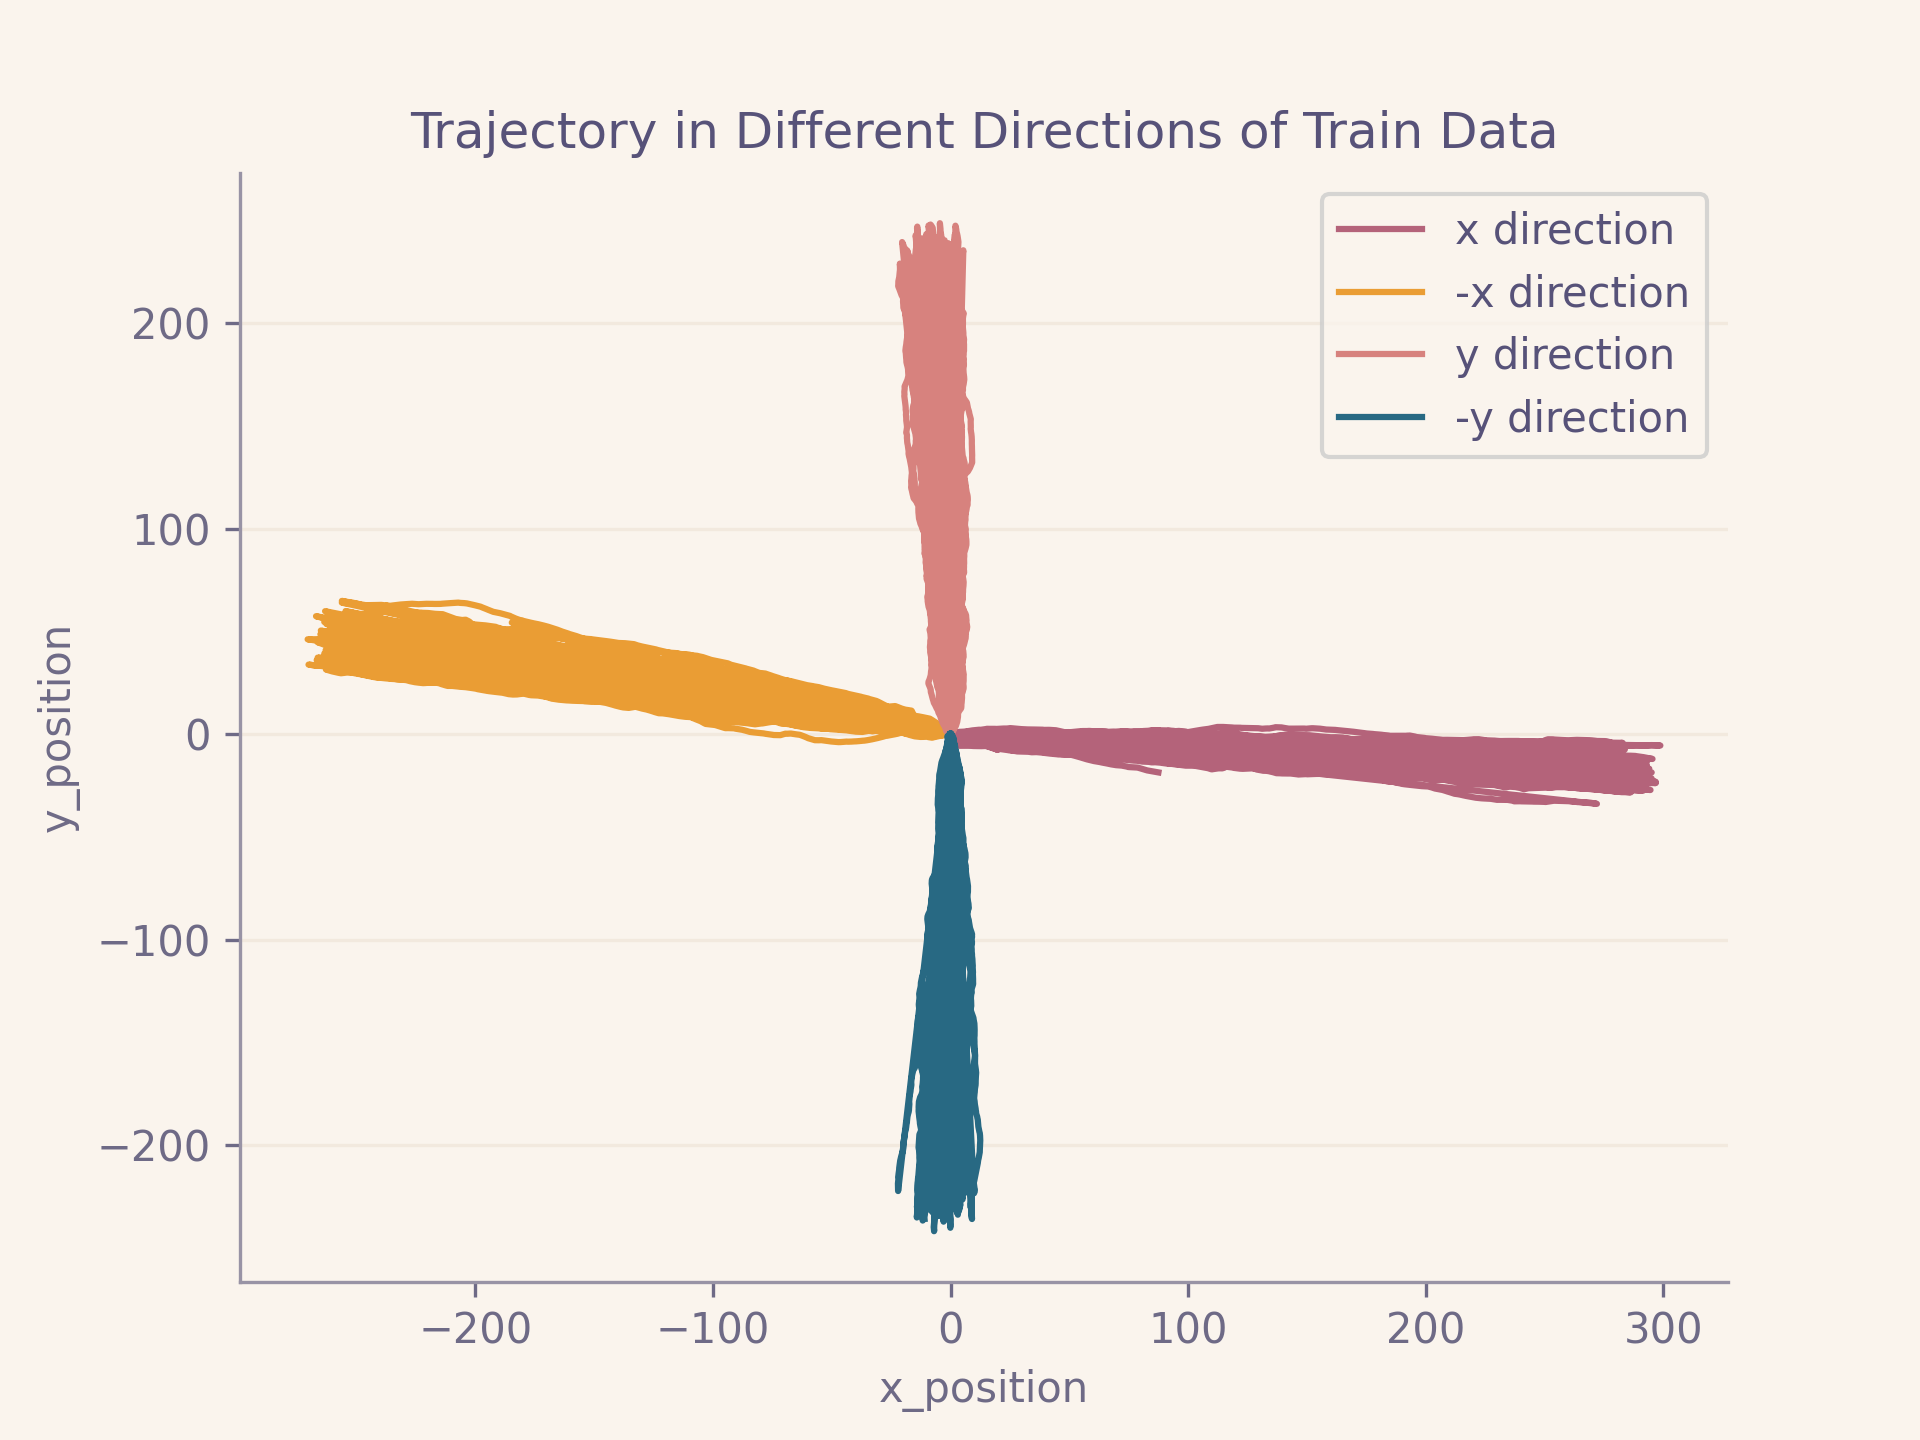 Trajectory in Different Directions of Train Data
x direction
-x direction
y direction
-y direction
200
100
0
−100
−200
y_position
−200
−100
0
100
200
300
x_position